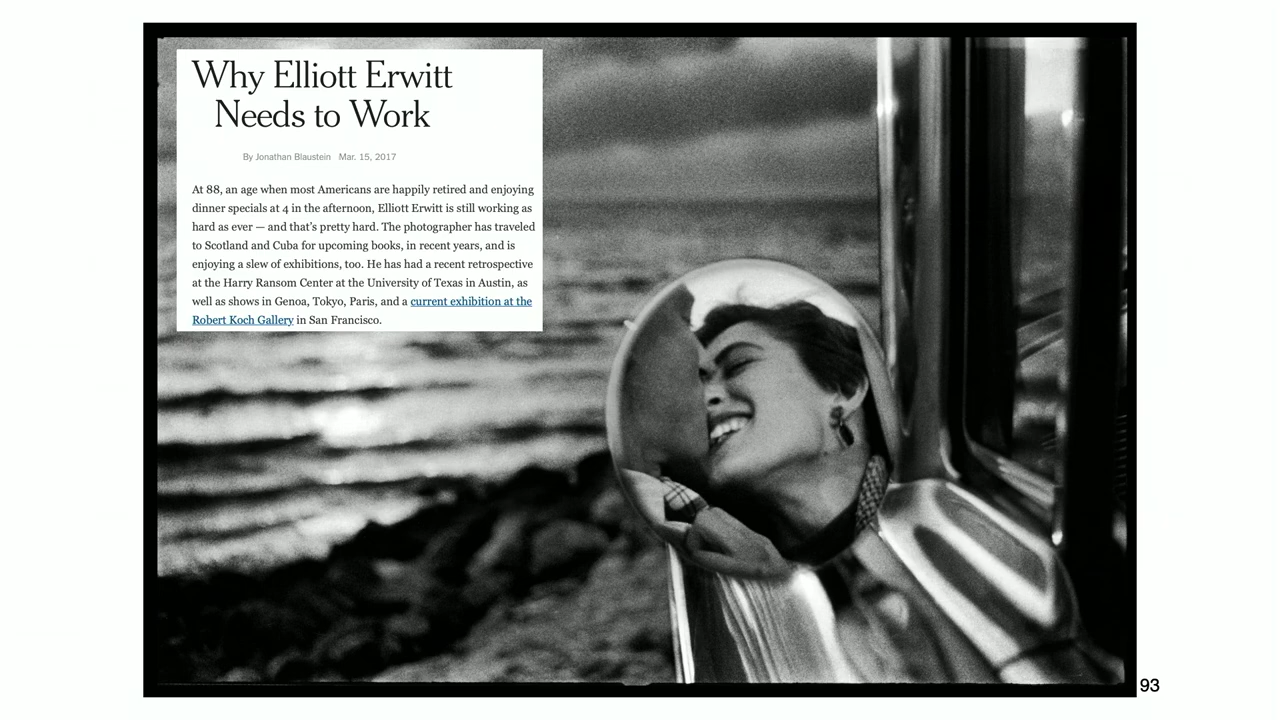 Why Elliott Erwitt
Needs to Work
By Jonathan Blaustein Mar. 15, 2017
At 88, an age when most Americans are happily retired and enjoying
dinner specials at 4 in the afternoon, Elliott Erwitt is still working as
hard as ever — and that's pretty hard. The photographer has traveled
to Scotland and Cuba for upcoming books, in recent years, and is
enjoying a slew of exhibitions, too. He has had a recent retrospective
at the Harry Ransom Center at the University of Texas in Austin, as
well as shows in Genoa, Tokyo, Paris, and a current exhibition at the
Robert Koch Gallery in San Francisco.
93